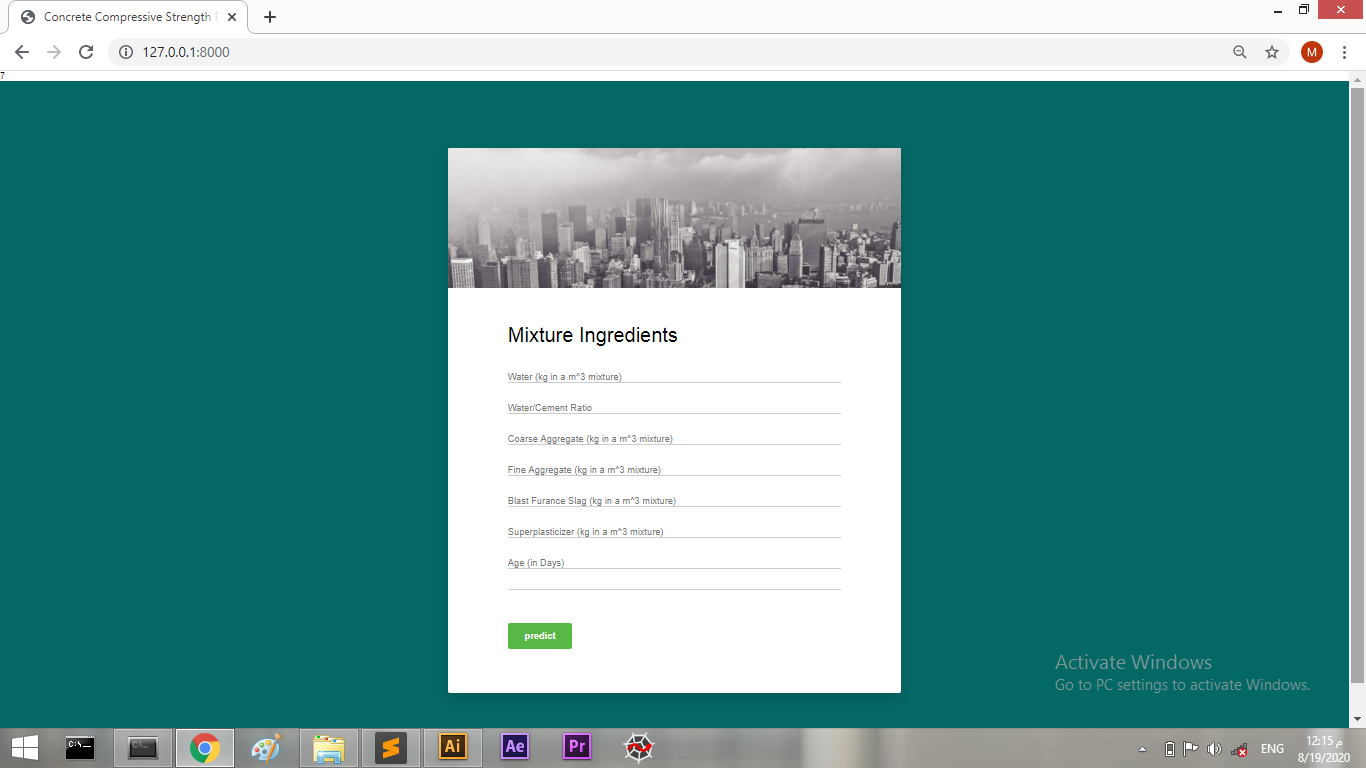 Concrete Compressive Strength
127.0.0.1:8000
M
7
Mixture Ingredients
Water (kg in a m^3 mixture)
Water/Cement Ratio
Coarse Aggregate (kg in a m^3 mixture)
Fine Aggregate (kg in a m^3 mixture)
Blast Furance Slag (kg in a m^3 mixture)
Superplasticizer (kg in a m^3 mixture)
Age (in Days)
predict
Activate Windows
Go to PC settings to activate Windows.
C:\_
C:\_
Ai
Ae
Pr
ENG
12:15 م
8/19/2020